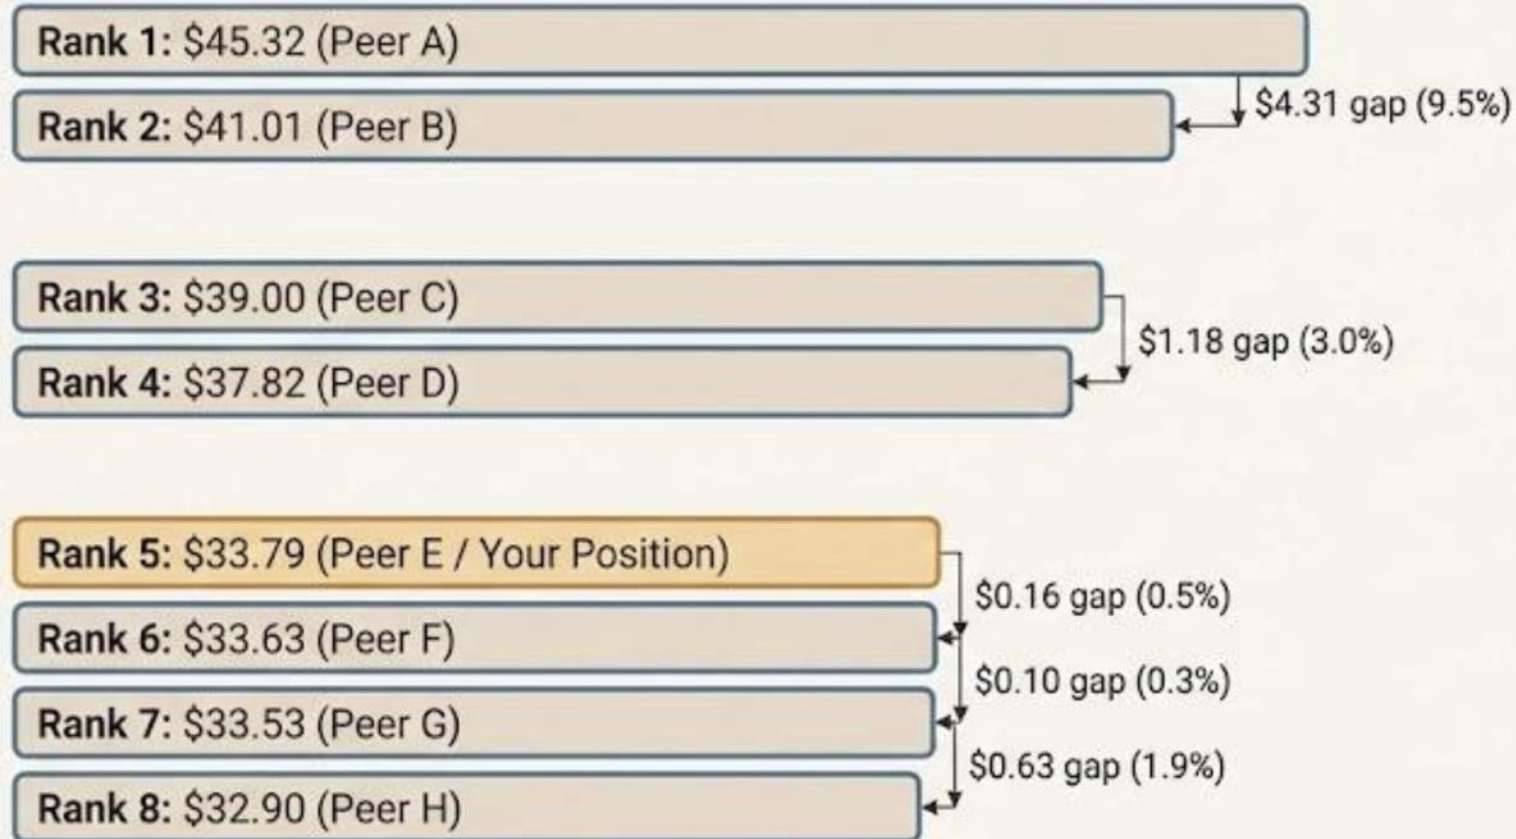 Rank 1: $45.32 (Peer A)
$4.31 gap (9.5%)
Rank 2: $41.01 (Peer B)
Rank 3: $39.00 (Peer C)
$1.18 gap (3.0%)
Rank 4: $37.82 (Peer D)
Rank 5: $33.79 (Peer E / Your Position)
$0.16 gap (0.5%)
Rank 6: $33.63 (Peer F)
$0.10 gap (0.3%)
Rank 7: $33.53 (Peer G)
$0.63 gap (1.9%)
Rank 8: $32.90 (Peer H)